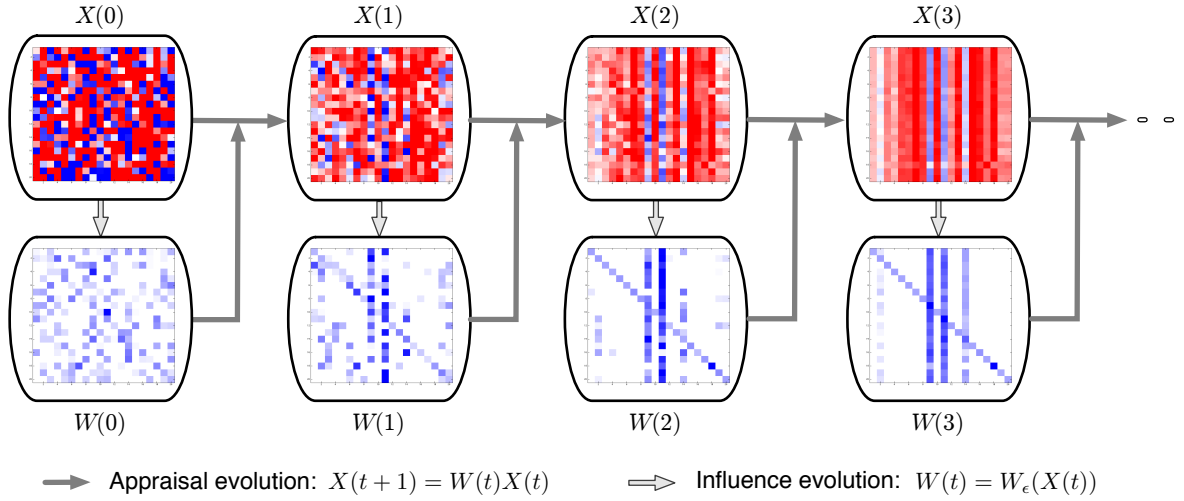 X(0) X(1) X(2) X(3)
W(0) W(1) W(2) W(3)
Appraisal evolution: X(t + 1) = W(t)X(t) Influence evolution: W(t) = W_ϵ(X(t))